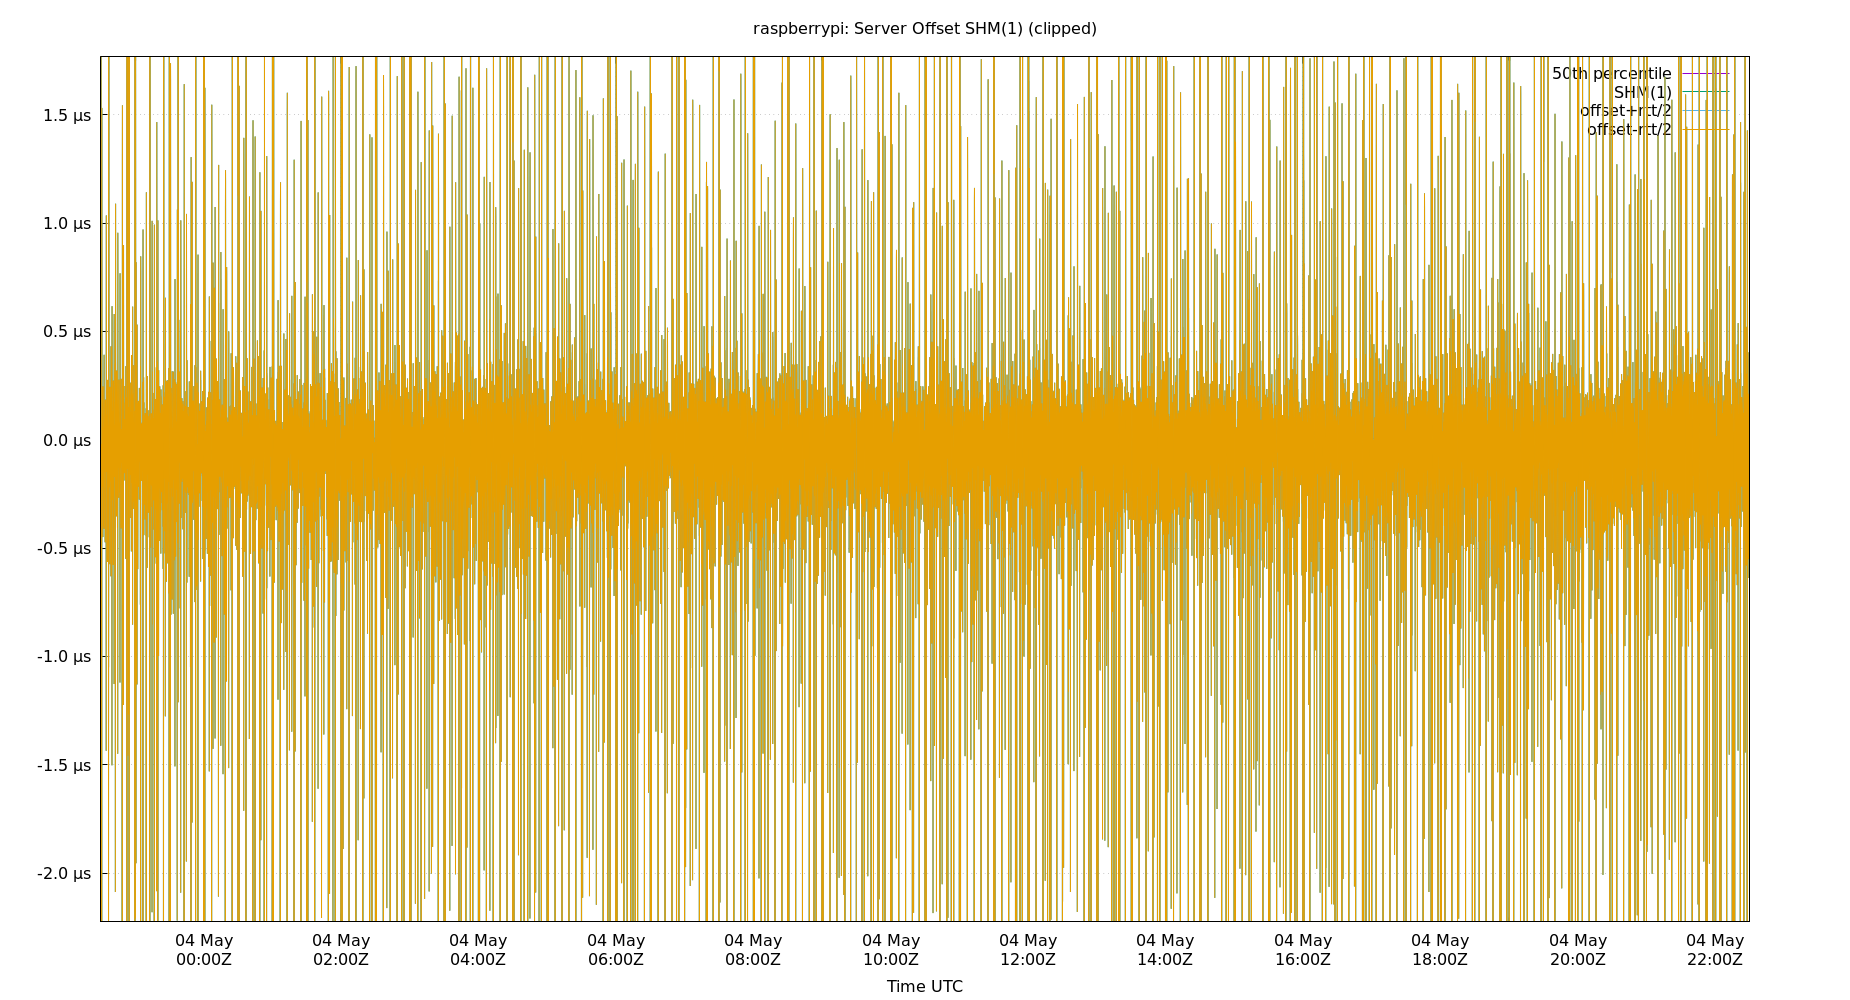 raspberrypi: Server Offset SHM(1) (clipped)
50th percentile
SHM(1)
offset+rtt/2
offset-rtt/2
1.5 µs
1.0 µs
0.5 µs
0.0 µs
-0.5 µs
-1.0 µs
-1.5 µs
-2.0 µs
04 May 04 May 04 May 04 May 04 May 04 May 04 May 04 May 04 May 04 May 04 May 04 May
00:00Z 02:00Z 04:00Z 06:00Z 08:00Z 10:00Z 12:00Z 14:00Z 16:00Z 18:00Z 20:00Z 22:00Z
Time UTC